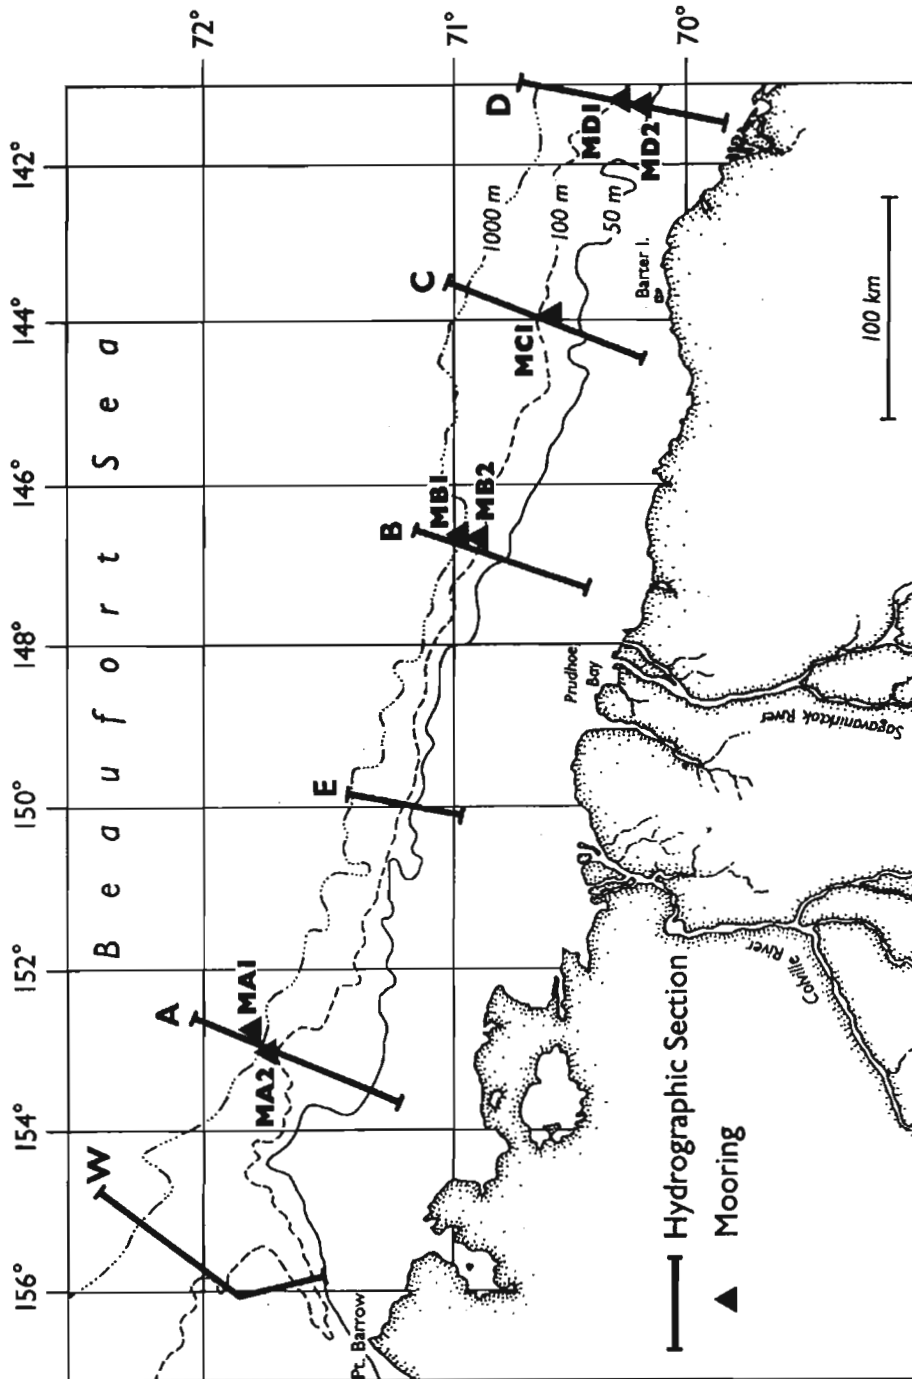 142°
144°
146°
148°
150°
152°
154°
156°
72°
71°
70°
Beaufort Sea
W
A
MA1
MA2
E
B
MB1
MB2
C
MC1
D
MD1
MD2
1000 m
100 m
50 m
Barter I.
Prudhoe
Bay
Sagavanirktok River
Colville River
Pt. Barrow
Hydrographic Section
Mooring
100 km